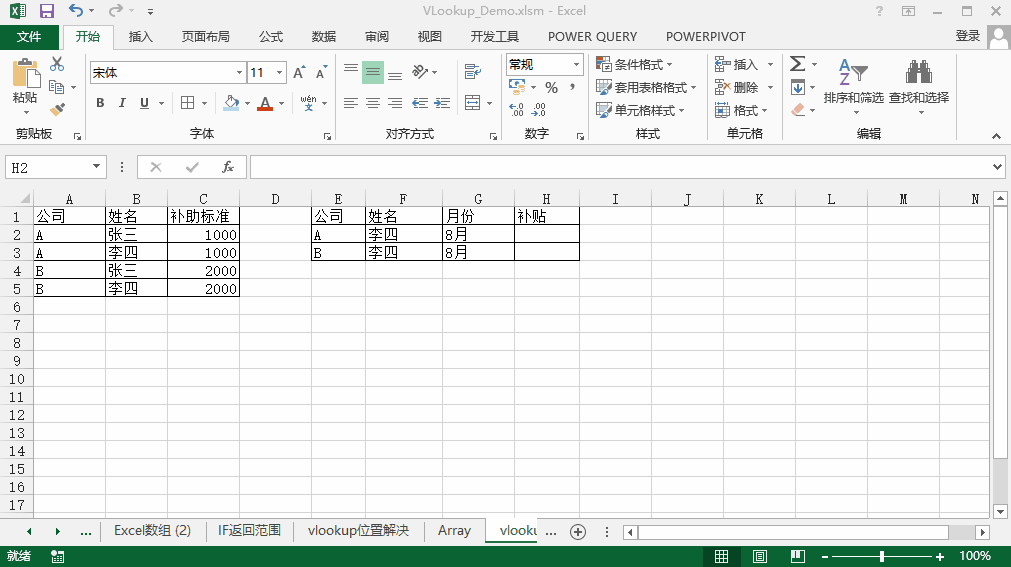 VLookup_Demo.xlsm - Excel
文件 开始 插入 页面布局 公式 数据 审阅 视图 开发工具 POWER QUERY POWERPIVOT 登录
宋体 11 常规 条件格式 插入
粘贴 套用表格格式 删除 排序和筛选 查找和选择
B I U A wén 文 % , 单元格样式 格式
剪贴板 字体 对齐方式 数字 样式 单元格 编辑
H2 fx
A B C D E F G H I J K L M N
1 公司 姓名 补助标准 公司 姓名 月份 补贴
2 A 张三 1000 A 李四 8月
3 A 李四 1000 B 李四 8月
4 B 张三 2000
5 B 李四 2000
6
7
8
9
10
11
12
13
14
15
16
17
... Excel数组 (2) IF返回范围 vlookup位置解决 Array vlooku ...
就绪 100%